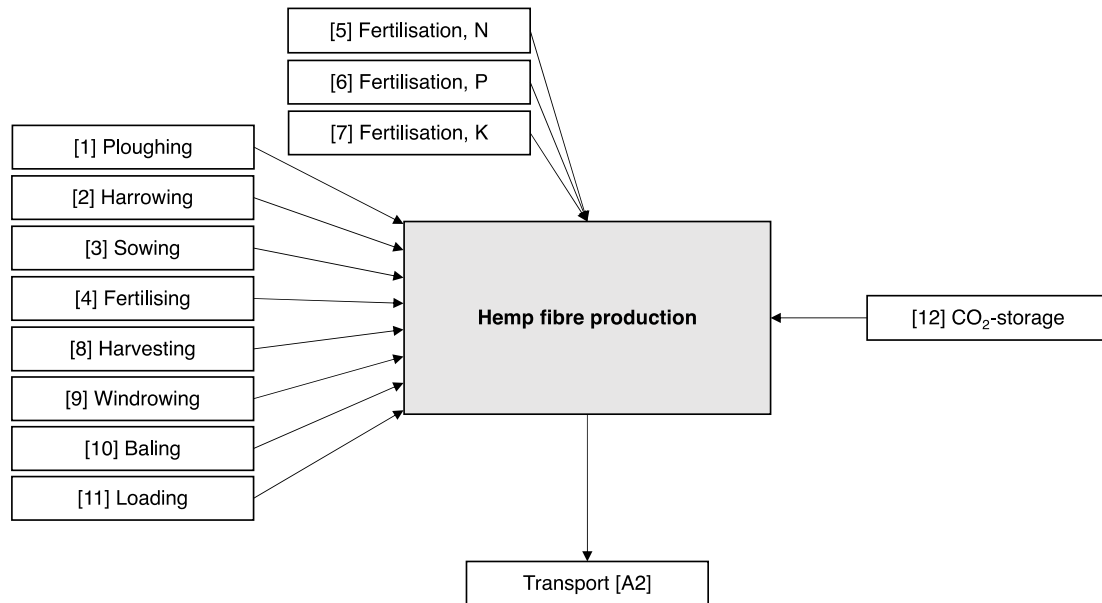 [5] Fertilisation, N
[6] Fertilisation, P
[7] Fertilisation, K
[1] Ploughing
[2] Harrowing
[3] Sowing
[4] Fertilising
[8] Harvesting
[9] Windrowing
[10] Baling
[11] Loading
Hemp fibre production
[12] CO₂-storage
Transport [A2]